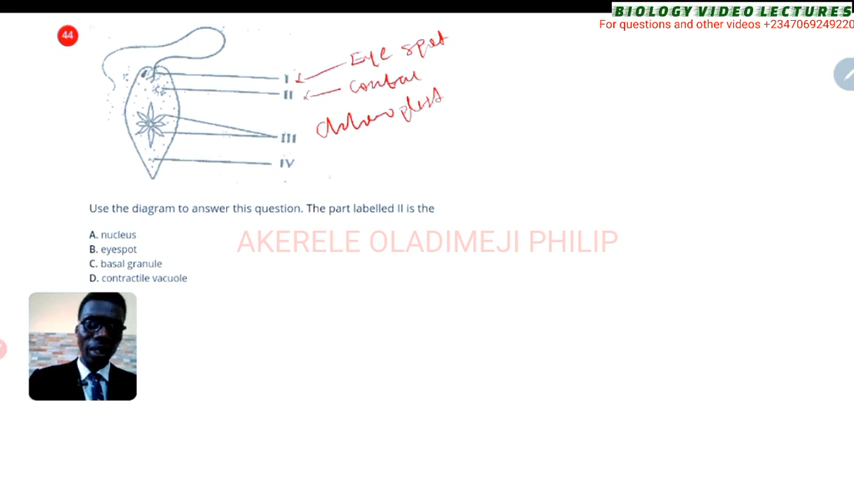 BIOLOGY VIDEO LECTURES
For questions and other videos +2347069249220
44
I
Eye spot
II
III
IV
Use the diagram to answer this question. The part labelled II is the
A. nucleus
B. eyespot
C. basal granule
D. contractile vacuole
AKERELE OLADIMEJI PHILIP